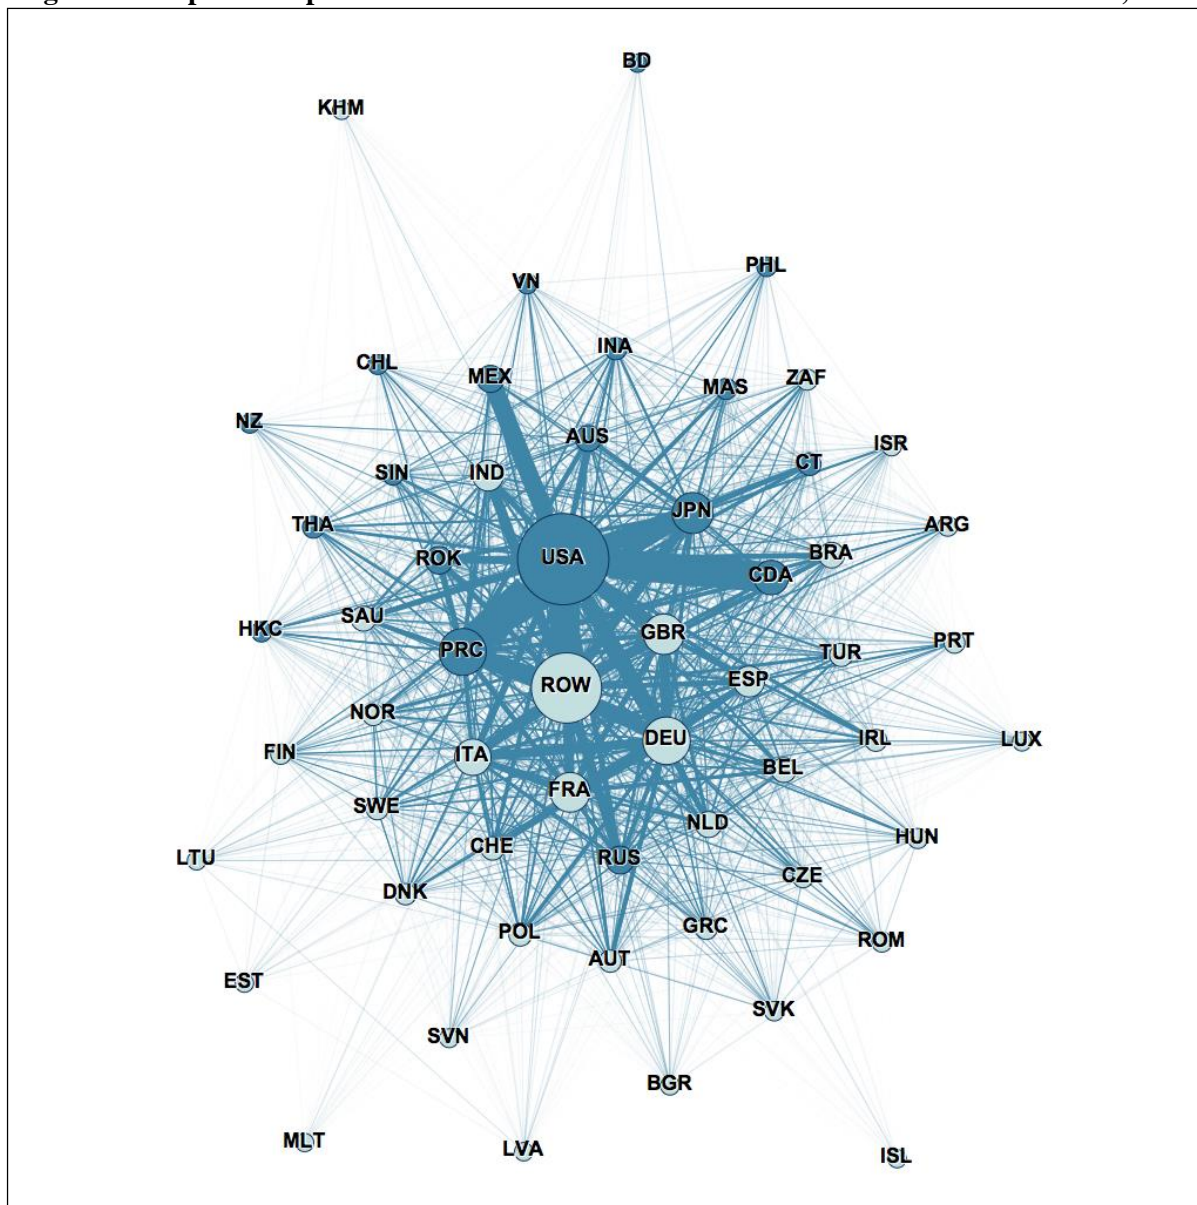 BD
KHM
PHL
VN
INA
CHL
MEX
MAS
ZAF
NZ
AUS
ISR
SIN
IND
CT
THA
JPN
ARG
ROK
USA
BRA
CDA
HKC
SAU
GBR
PRC
TUR
PRT
ROW
ESP
NOR
DEU
FIN
ITA
IRL
LUX
BEL
FRA
SWE
NLD
HUN
CHE
LTU
RUS
CZE
DNK
POL
GRC
ROM
AUT
EST
SVN
SVK
BGR
MLT
LVA
ISL